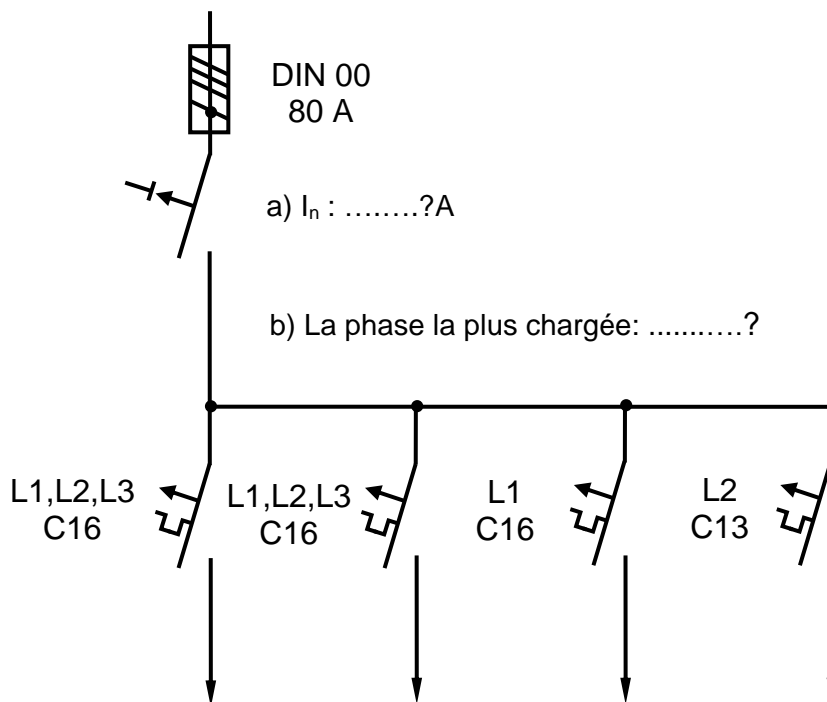 DIN 00
80 A
a) Iₙ : ……….?A
b) La phase la plus chargée: ....…….?
L1,L2,L3
C16
L1,L2,L3
C16
L1
C16
L2
C13